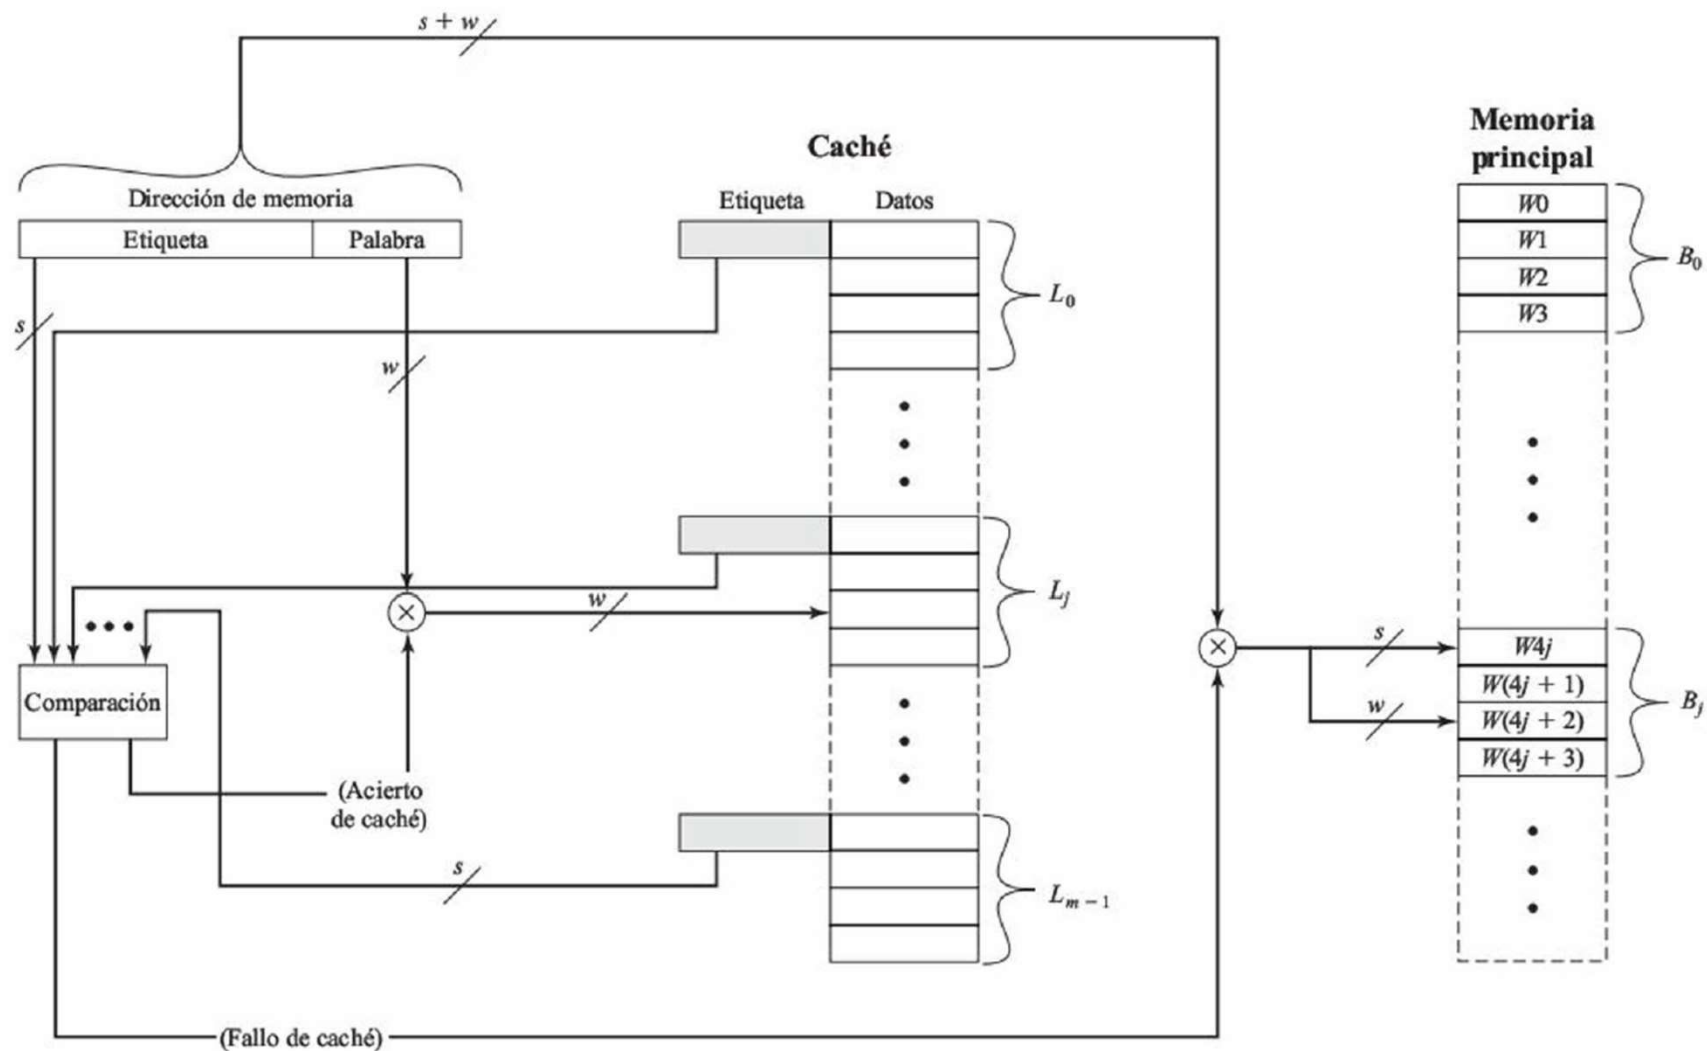 s + w
Dirección de memoria
Etiqueta Palabra
s
w
Caché
Etiqueta Datos
L0
Memoria
principal
W0
W1
W2
W3
B0
w
Lj
s
W4j
W(4j + 1)
w
W(4j + 2)
W(4j + 3)
Bj
Comparación
(Acierto
de caché)
s
Lm − 1
(Fallo de caché)